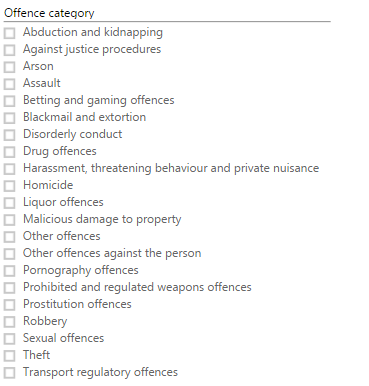 Offence category
Abduction and kidnapping
Against justice procedures
Arson
Assault
Betting and gaming offences
Blackmail and extortion
Disorderly conduct
Drug offences
Harassment, threatening behaviour and private nuisance
Homicide
Liquor offences
Malicious damage to property
Other offences
Other offences against the person
Pornography offences
Prohibited and regulated weapons offences
Prostitution offences
Robbery
Sexual offences
Theft
Transport regulatory offences